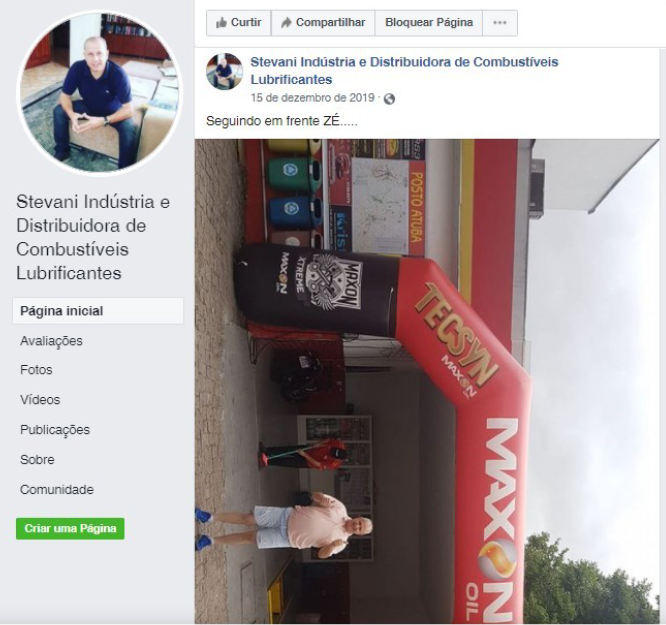 Curtir
Compartilhar
Bloquear Página
Stevani Indústria e Distribuidora de Combustíveis
Lubrificantes
15 de dezembro de 2019 ·
Seguindo em frente ZÉ.....
Stevani Indústria e
Distribuidora de
Combustíveis
Lubrificantes
Página inicial
Avaliações
Fotos
Vídeos
Publicações
Sobre
Comunidade
Criar uma Página
POSTO ATUBA
MAXON
XTREME
MAXON
OIL
TECSYN
MAXON
OIL
MAXON
OIL